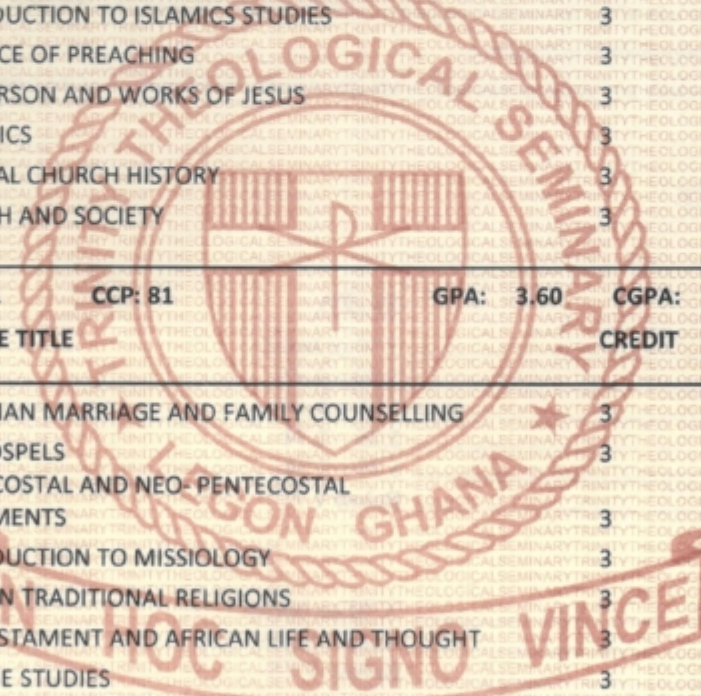 DUCTION TO ISLAMICS STUDIES 3
CE OF PREACHING 3
RSON AND WORKS OF JESUS 3
ICS 3
AL CHURCH HISTORY 3
H AND SOCIETY 3
CCP: 81 GPA: 3.60 CGPA:
E TITLE CREDIT
IAN MARRIAGE AND FAMILY COUNSELLING 3
OSPELS 3
COSTAL AND NEO- PENTECOSTAL
MENTS 3
DUCTION TO MISSIOLOGY 3
N TRADITIONAL RELIGIONS 3
STAMENT AND AFRICAN LIFE AND THOUGHT 3
E STUDIES 3
TRINITY THEOLOGICAL SEMINARY
LEGON GHANA
N HOC SIGNO VINCE